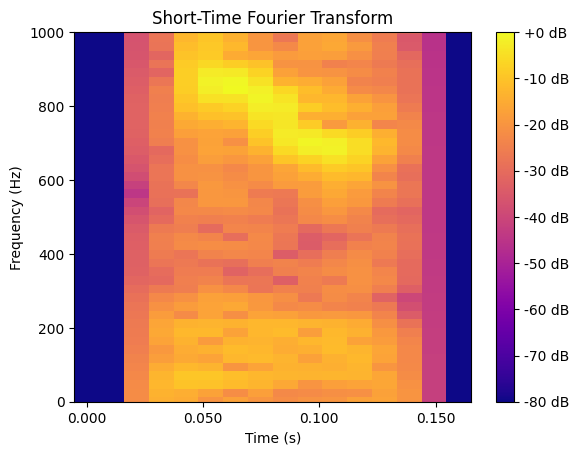 Short-Time Fourier Transform
1000
800
600
400
200
0
Frequency (Hz)
0.000
0.050
0.100
0.150
Time (s)
+0 dB
-10 dB
-20 dB
-30 dB
-40 dB
-50 dB
-60 dB
-70 dB
-80 dB